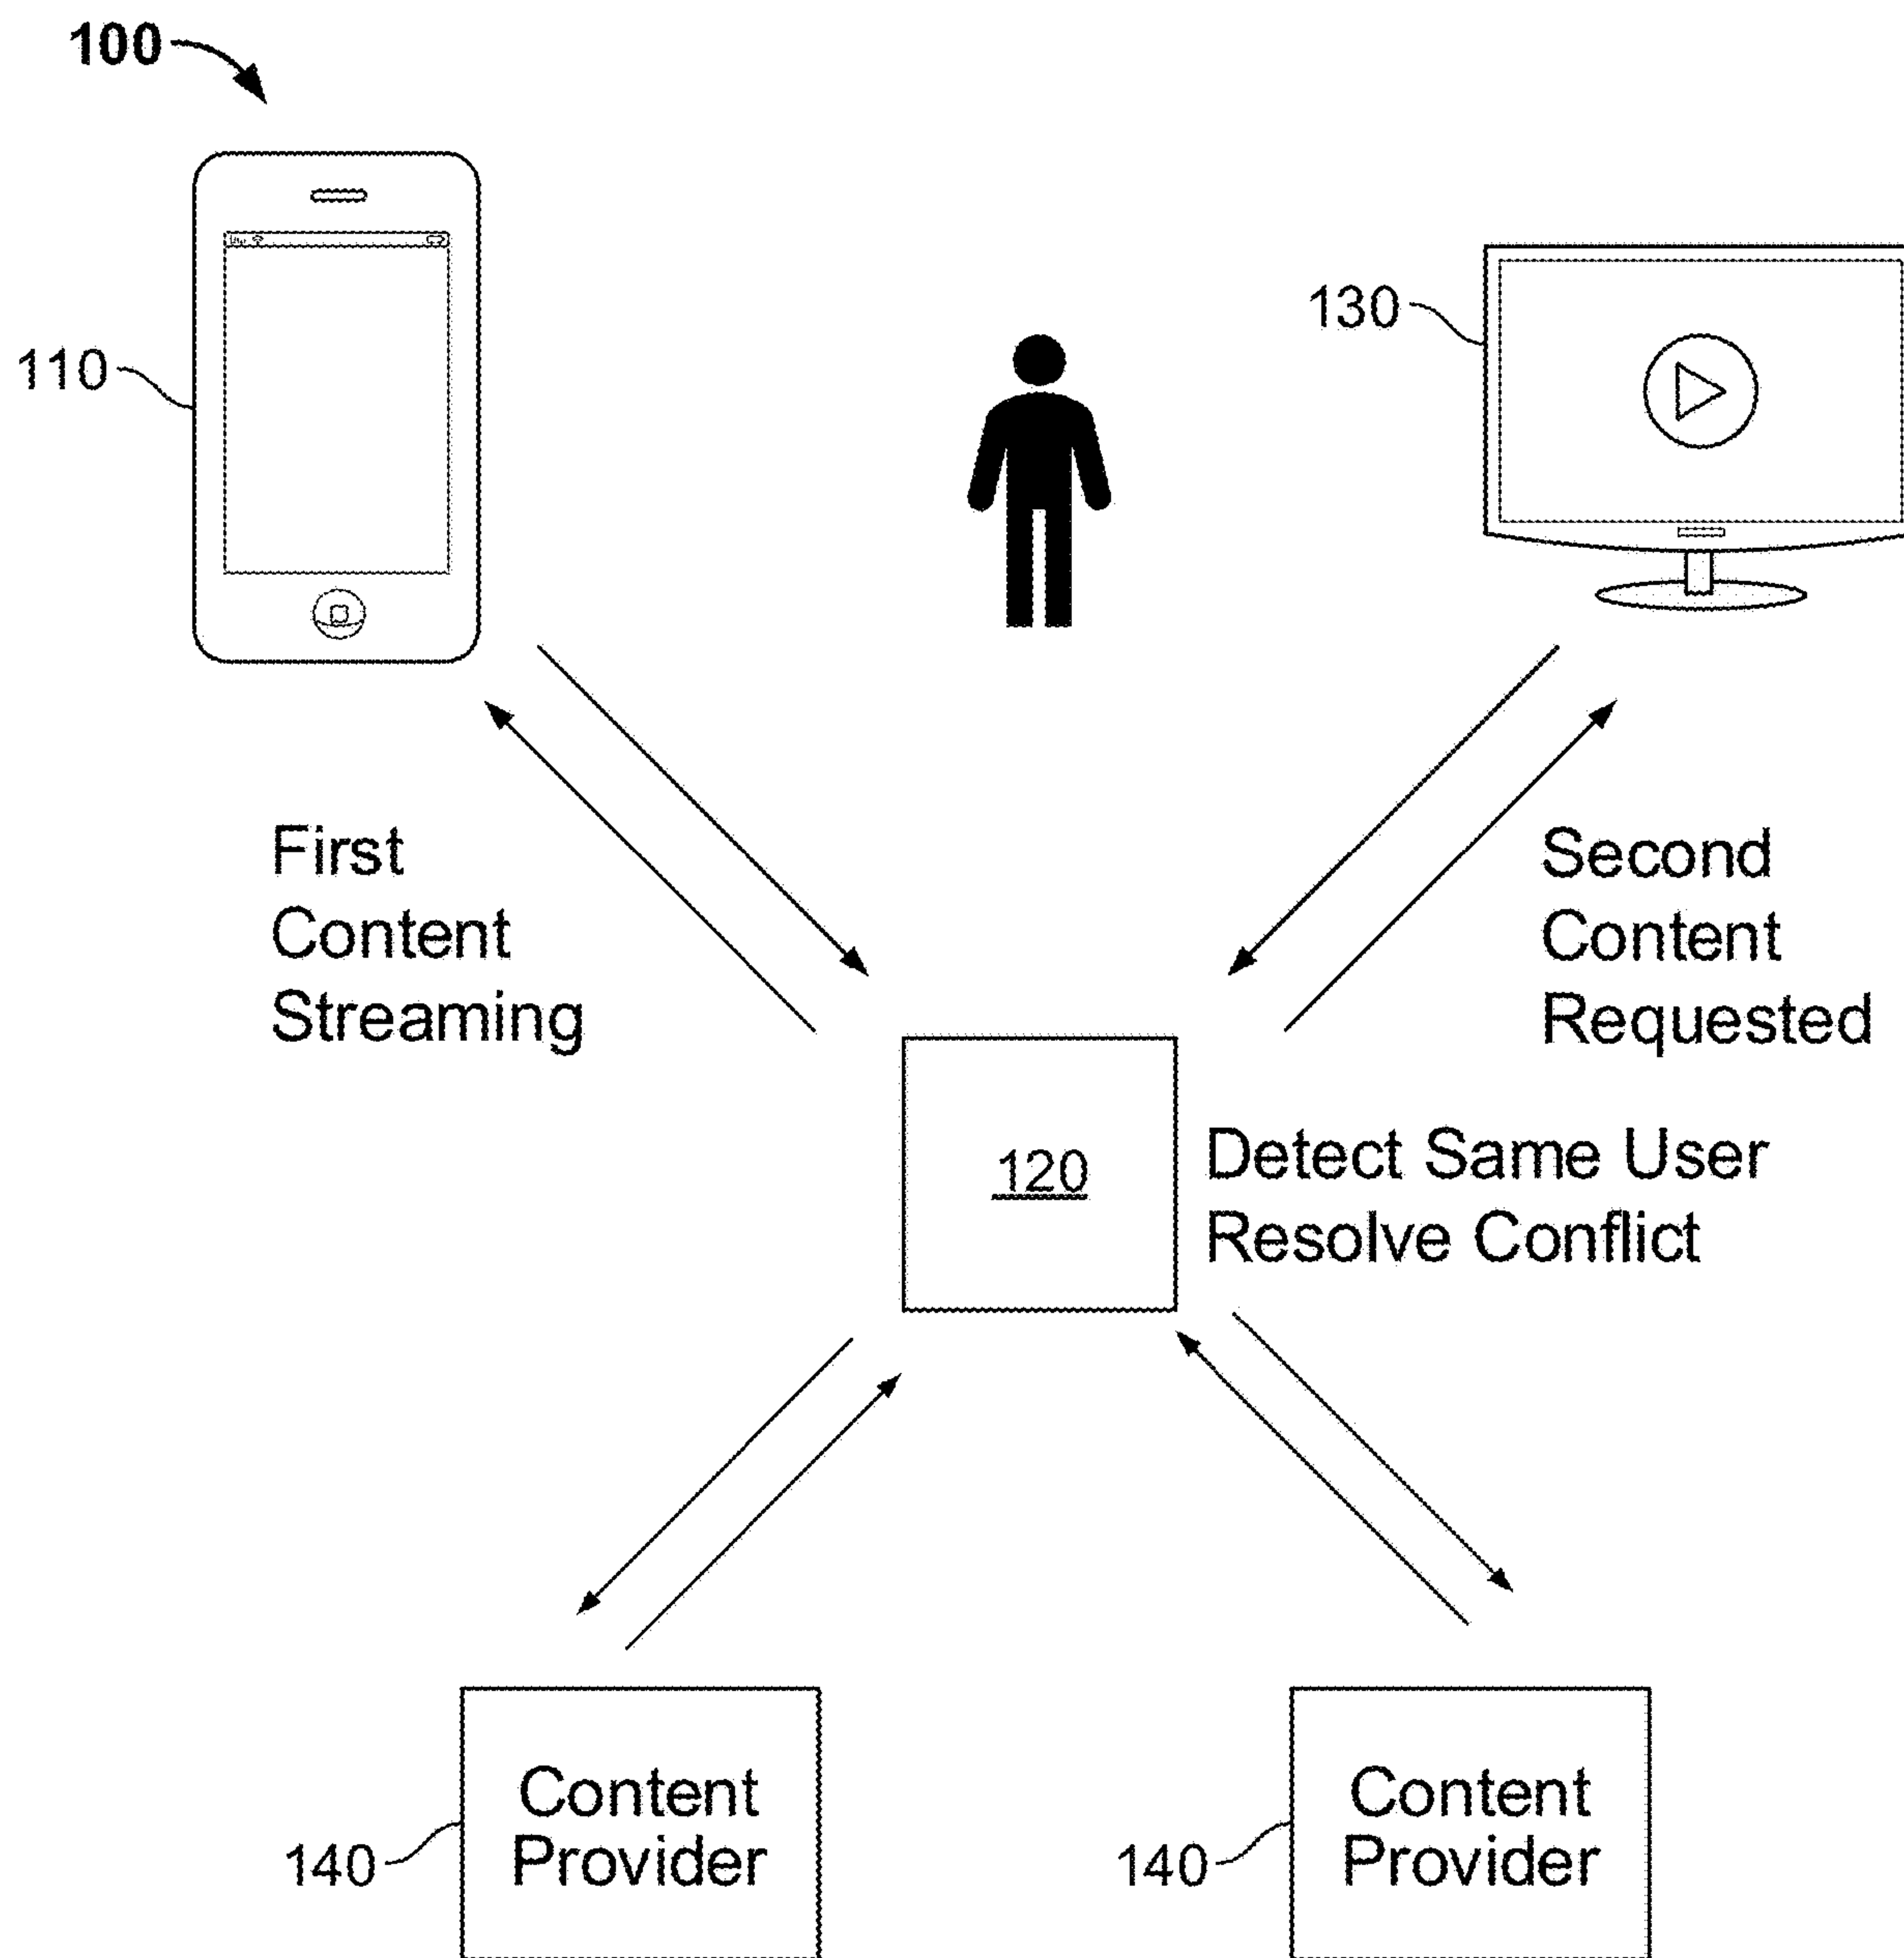 100
110
130
First
Content
Streaming
Second
Content
Requested
120
Detect Same User
Resolve Conflict
Content
Provider
140
Content
Provider
140